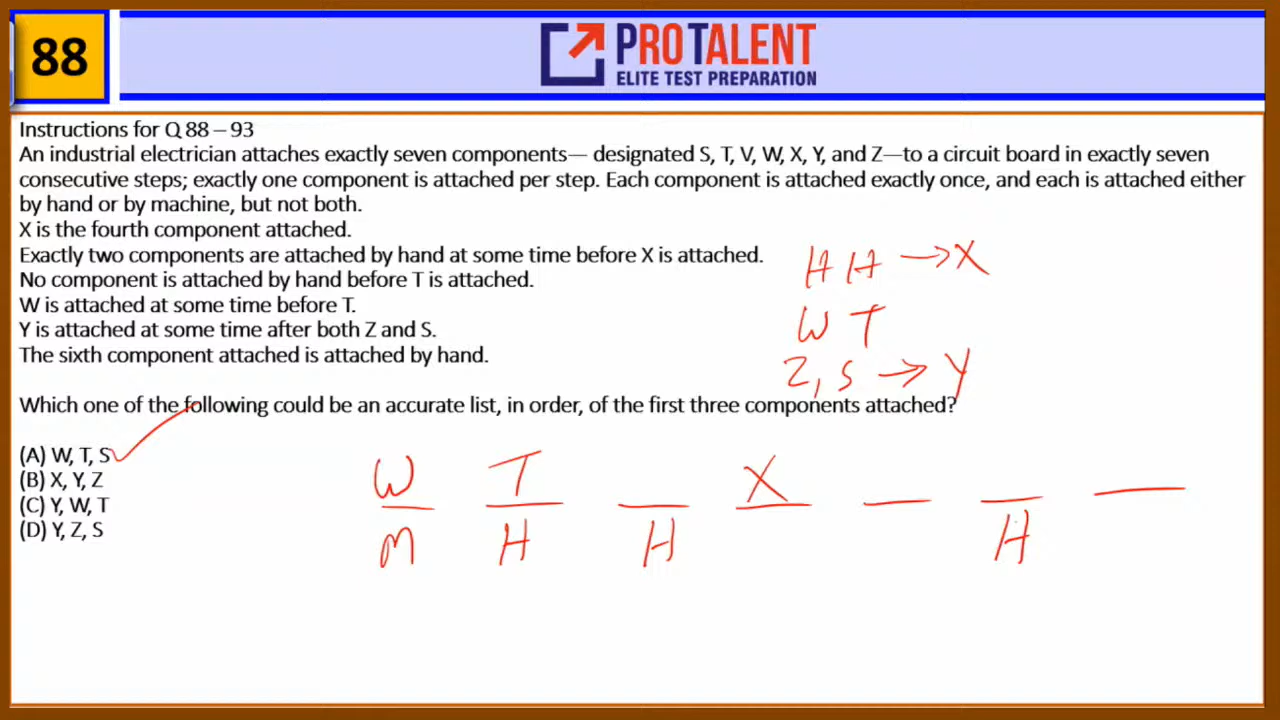 88
PROTALENT
ELITE TEST PREPARATION
Instructions for Q 88 – 93
An industrial electrician attaches exactly seven components— designated S, T, V, W, X, Y, and Z—to a circuit board in exactly seven
consecutive steps; exactly one component is attached per step. Each component is attached exactly once, and each is attached either
by hand or by machine, but not both.
X is the fourth component attached.
Exactly two components are attached by hand at some time before X is attached.
No component is attached by hand before T is attached.
W is attached at some time before T.
Y is attached at some time after both Z and S.
The sixth component attached is attached by hand.
H H → X
W T
Z, S → Y
Which one of the following could be an accurate list, in order, of the first three components attached?
(A) W, T, S
(B) X, Y, Z
(C) Y, W, T
(D) Y, Z, S
W T X
M H H H